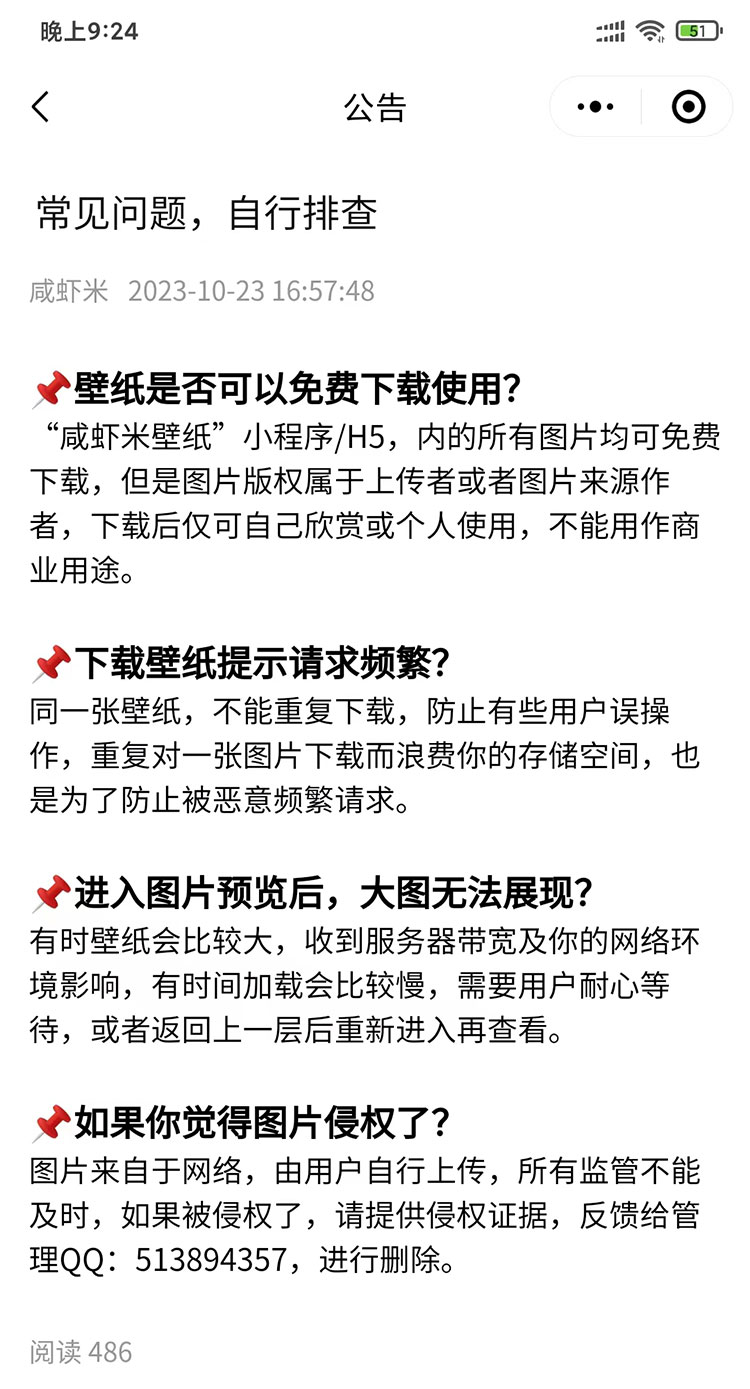 晚上9:24
51
公告
常见问题，自行排查
咸虾米 2023-10-23 16:57:48
📌壁纸是否可以免费下载使用？
“咸虾米壁纸”小程序/H5，内的所有图片均可免费
下载，但是图片版权属于上传者或者图片来源作
者，下载后仅可自己欣赏或个人使用，不能用作商
业用途。
📌下载壁纸提示请求频繁？
同一张壁纸，不能重复下载，防止有些用户误操
作，重复对一张图片下载而浪费你的存储空间，也
是为了防止被恶意频繁请求。
📌进入图片预览后，大图无法展现？
有时壁纸会比较大，收到服务器带宽及你的网络环
境影响，有时间加载会比较慢，需要用户耐心等
待，或者返回上一层后重新进入再查看。
📌如果你觉得图片侵权了？
图片来自于网络，由用户自行上传，所有监管不能
及时，如果被侵权了，请提供侵权证据，反馈给管
理QQ：513894357，进行删除。
阅读 486